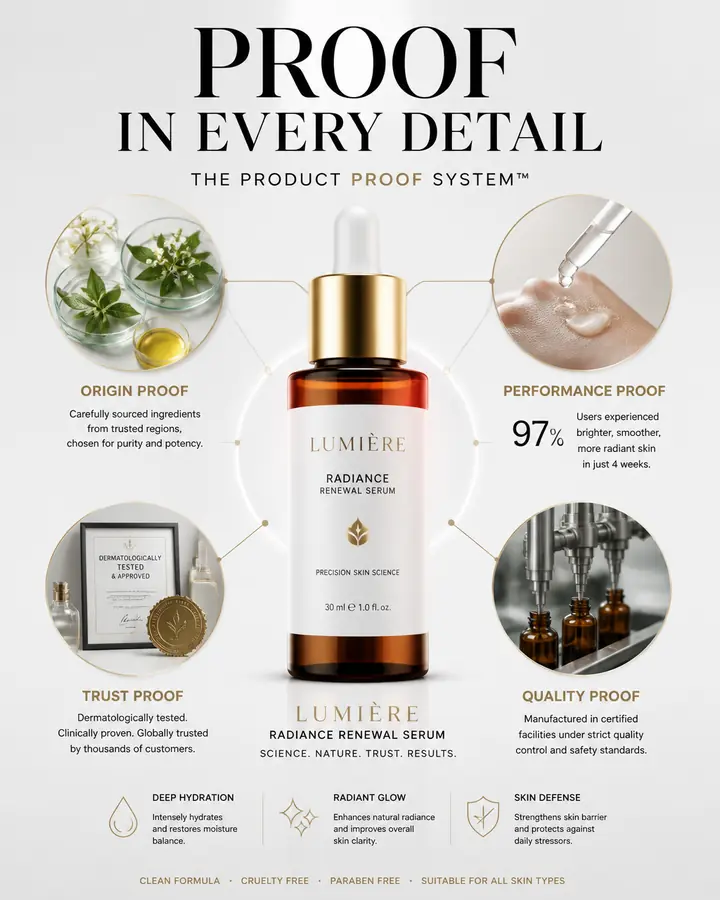 PROOF
IN EVERY DETAIL
THE PRODUCT PROOF SYSTEM™
ORIGIN PROOF
Carefully sourced ingredients
from trusted regions,
chosen for purity and potency.
PERFORMANCE PROOF
97%
Users experienced
brighter, smoother,
more radiant skin
in just 4 weeks.
LUMIÈRE
RADIANCE
RENEWAL SERUM
PRECISION SKIN SCIENCE
30 ml ℮ 1.0 fl. oz.
DERMATOLOGICALLY
TESTED
& APPROVED
TRUST PROOF
Dermatologically tested.
Clinically proven. Globally trusted
by thousands of customers.
QUALITY PROOF
Manufactured in certified
facilities under strict quality
control and safety standards.
LUMIÈRE
RADIANCE RENEWAL SERUM
SCIENCE. NATURE. TRUST. RESULTS.
DEEP HYDRATION
Intensely hydrates
and restores moisture
balance.
RADIANT GLOW
Enhances natural radiance
and improves overall
skin clarity.
SKIN DEFENSE
Strengthens skin barrier
and protects against
daily stressors.
CLEAN FORMULA · CRUELTY FREE · PARABEN FREE · SUITABLE FOR ALL SKIN TYPES